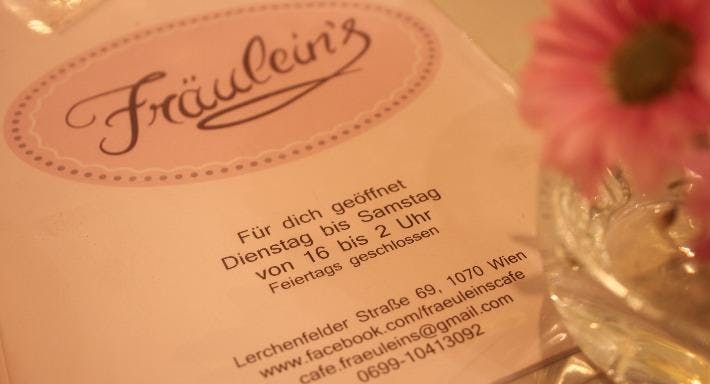 Fräulein's
Für dich geöffnet
Dienstag bis Samstag
von 16 bis 2 Uhr
Feiertags geschlossen
Lerchenfelder Straße 69, 1070 Wien
www.facebook.com/fraeuleinscafe
cafe.fraeuleins@gmail.com
0699-10413092